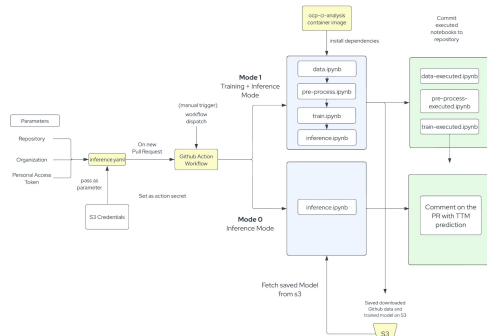 ocp-ci-analysis
container image
Commit
executed
notebooks to
repository
install dependencies
Mode 1
Training + Inference
Mode
data.ipynb
pre-process.ipynb
train.ipynb
inference.ipynb
data-executed.ipynb
pre-process-
executed.ipynb
train-executed.ipynb
(manual trigger)
workflow
dispatch
Parameters
Repository
Organization
Personal Access
Token
inference.yaml
On new
Pull Request
Github Action
Workflow
pass as
parameter
Set as action secret
S3 Credentials
Mode 0
Inference Mode
inference.ipynb
Comment on the
PR with TTM
prediction
Fetch saved Model
from s3
Saved downloaded
Github data and
trained model on S3
S3